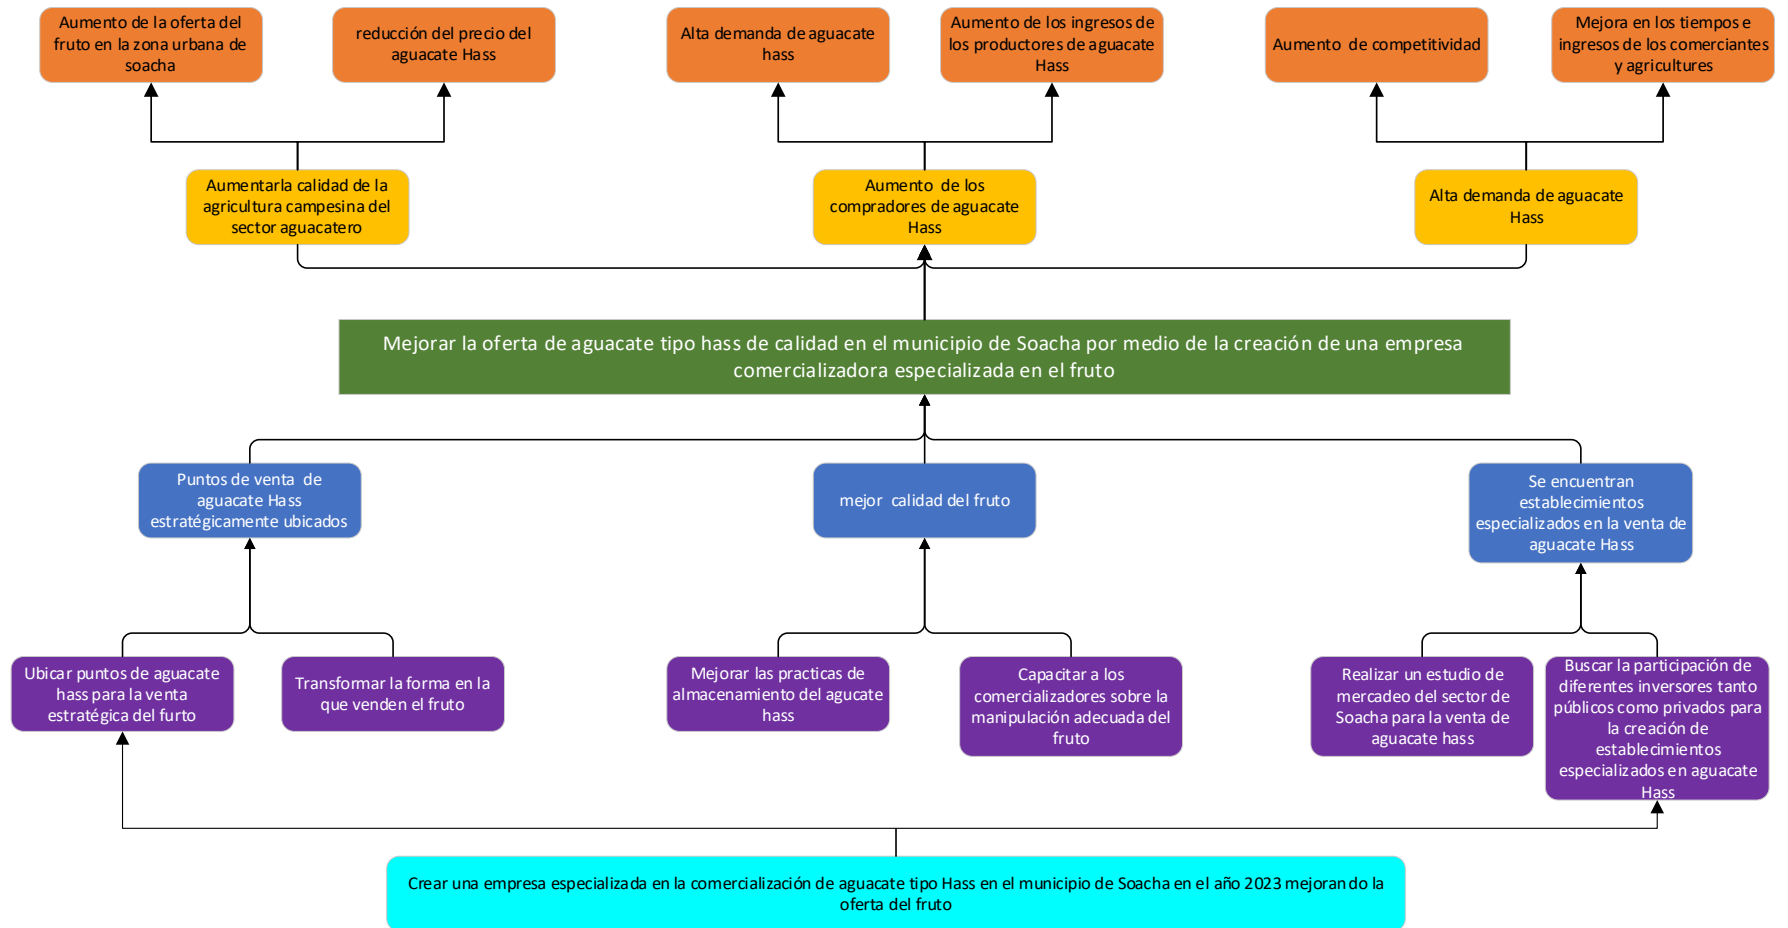 Aumento de la oferta del
fruto en la zona urbana de
soacha
reducción del precio del
aguacate Hass
Alta demanda de aguacate
hass
Aumento de los ingresos de
los productores de aguacate
Hass
Aumento de competitividad
Mejora en los tiempos e
ingresos de los comerciantes
y agricultures
Aumentarla calidad de la
agricultura campesina del
sector aguacatero
Aumento de los
compradores de aguacate
Hass
Alta demanda de aguacate
Hass
Mejorar la oferta de aguacate tipo hass de calidad en el municipio de Soacha por medio de la creación de una empresa
comercializadora especializada en el fruto
Puntos de venta de
aguacate Hass
estratégicamente ubicados
mejor calidad del fruto
Se encuentran
establecimientos
especializados en la venta de
aguacate Hass
Ubicar puntos de aguacate
hass para la venta
estratégica del furto
Transformar la forma en la
que venden el fruto
Mejorar las practicas de
almacenamiento del agucate
hass
Capacitar a los
comercializadores sobre la
manipulación adecuada del
fruto
Realizar un estudio de
mercadeo del sector de
Soacha para la venta de
aguacate hass
Buscar la participación de
diferentes inversores tanto
públicos como privados para
la creación de
establecimientos
especializados en aguacate
Hass
Crear una empresa especializada en la comercialización de aguacate tipo Hass en el municipio de Soacha en el año 2023 mejorando la
oferta del fruto